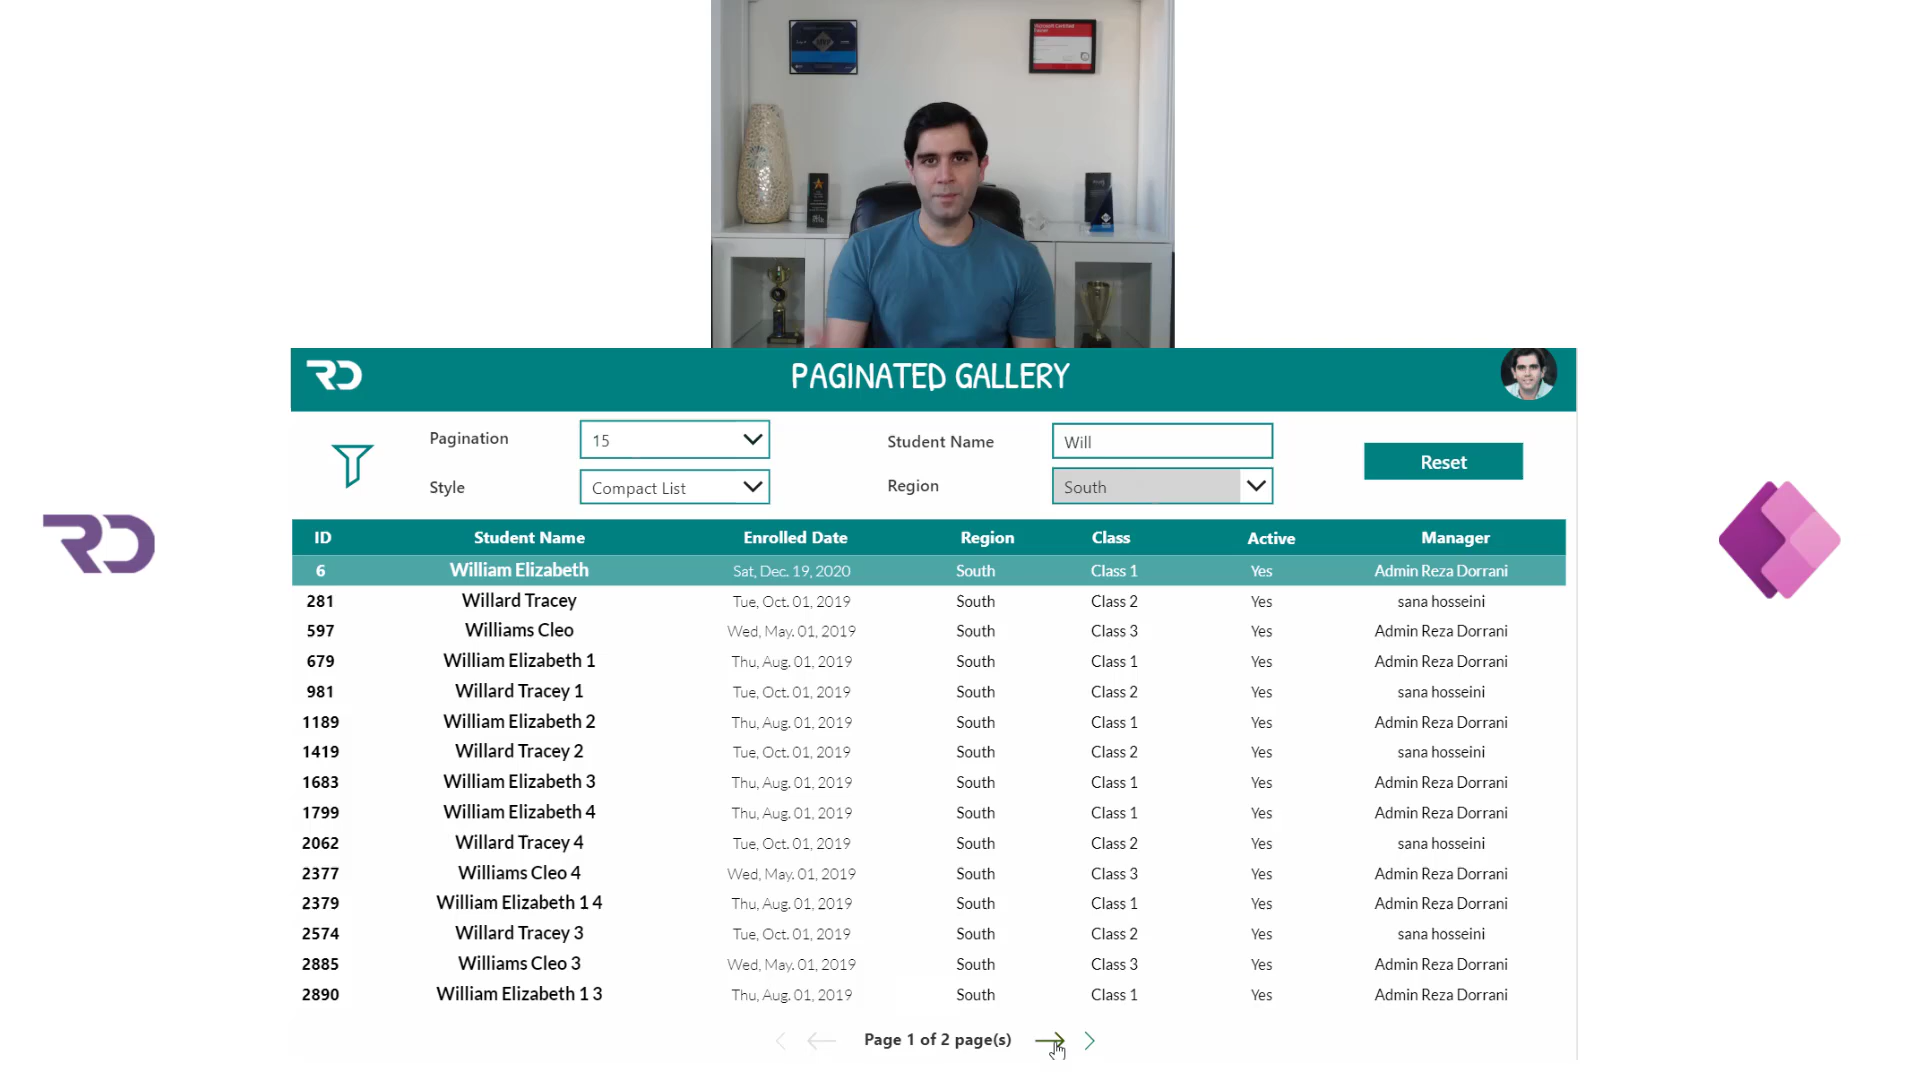 PAGINATED GALLERY
Pagination 15 Student Name Will Reset
Style Compact List Region South
ID Student Name Enrolled Date Region Class Active Manager
6 William Elizabeth Sat, Dec. 19, 2020 South Class 1 Yes Admin Reza Dorrani
281 Willard Tracey Tue, Oct. 01, 2019 South Class 2 Yes sana hosseini
597 Williams Cleo Wed, May. 01, 2019 South Class 3 Yes Admin Reza Dorrani
679 William Elizabeth 1 Thu, Aug. 01, 2019 South Class 1 Yes Admin Reza Dorrani
981 Willard Tracey 1 Tue, Oct. 01, 2019 South Class 2 Yes sana hosseini
1189 William Elizabeth 2 Thu, Aug. 01, 2019 South Class 1 Yes Admin Reza Dorrani
1419 Willard Tracey 2 Tue, Oct. 01, 2019 South Class 2 Yes sana hosseini
1683 William Elizabeth 3 Thu, Aug. 01, 2019 South Class 1 Yes Admin Reza Dorrani
1799 William Elizabeth 4 Thu, Aug. 01, 2019 South Class 1 Yes Admin Reza Dorrani
2062 Willard Tracey 4 Tue, Oct. 01, 2019 South Class 2 Yes sana hosseini
2377 Williams Cleo 4 Wed, May. 01, 2019 South Class 3 Yes Admin Reza Dorrani
2379 William Elizabeth 1 4 Thu, Aug. 01, 2019 South Class 1 Yes Admin Reza Dorrani
2574 Willard Tracey 3 Tue, Oct. 01, 2019 South Class 2 Yes sana hosseini
2885 Williams Cleo 3 Wed, May. 01, 2019 South Class 3 Yes Admin Reza Dorrani
2890 William Elizabeth 1 3 Thu, Aug. 01, 2019 South Class 1 Yes Admin Reza Dorrani
Page 1 of 2 page(s)